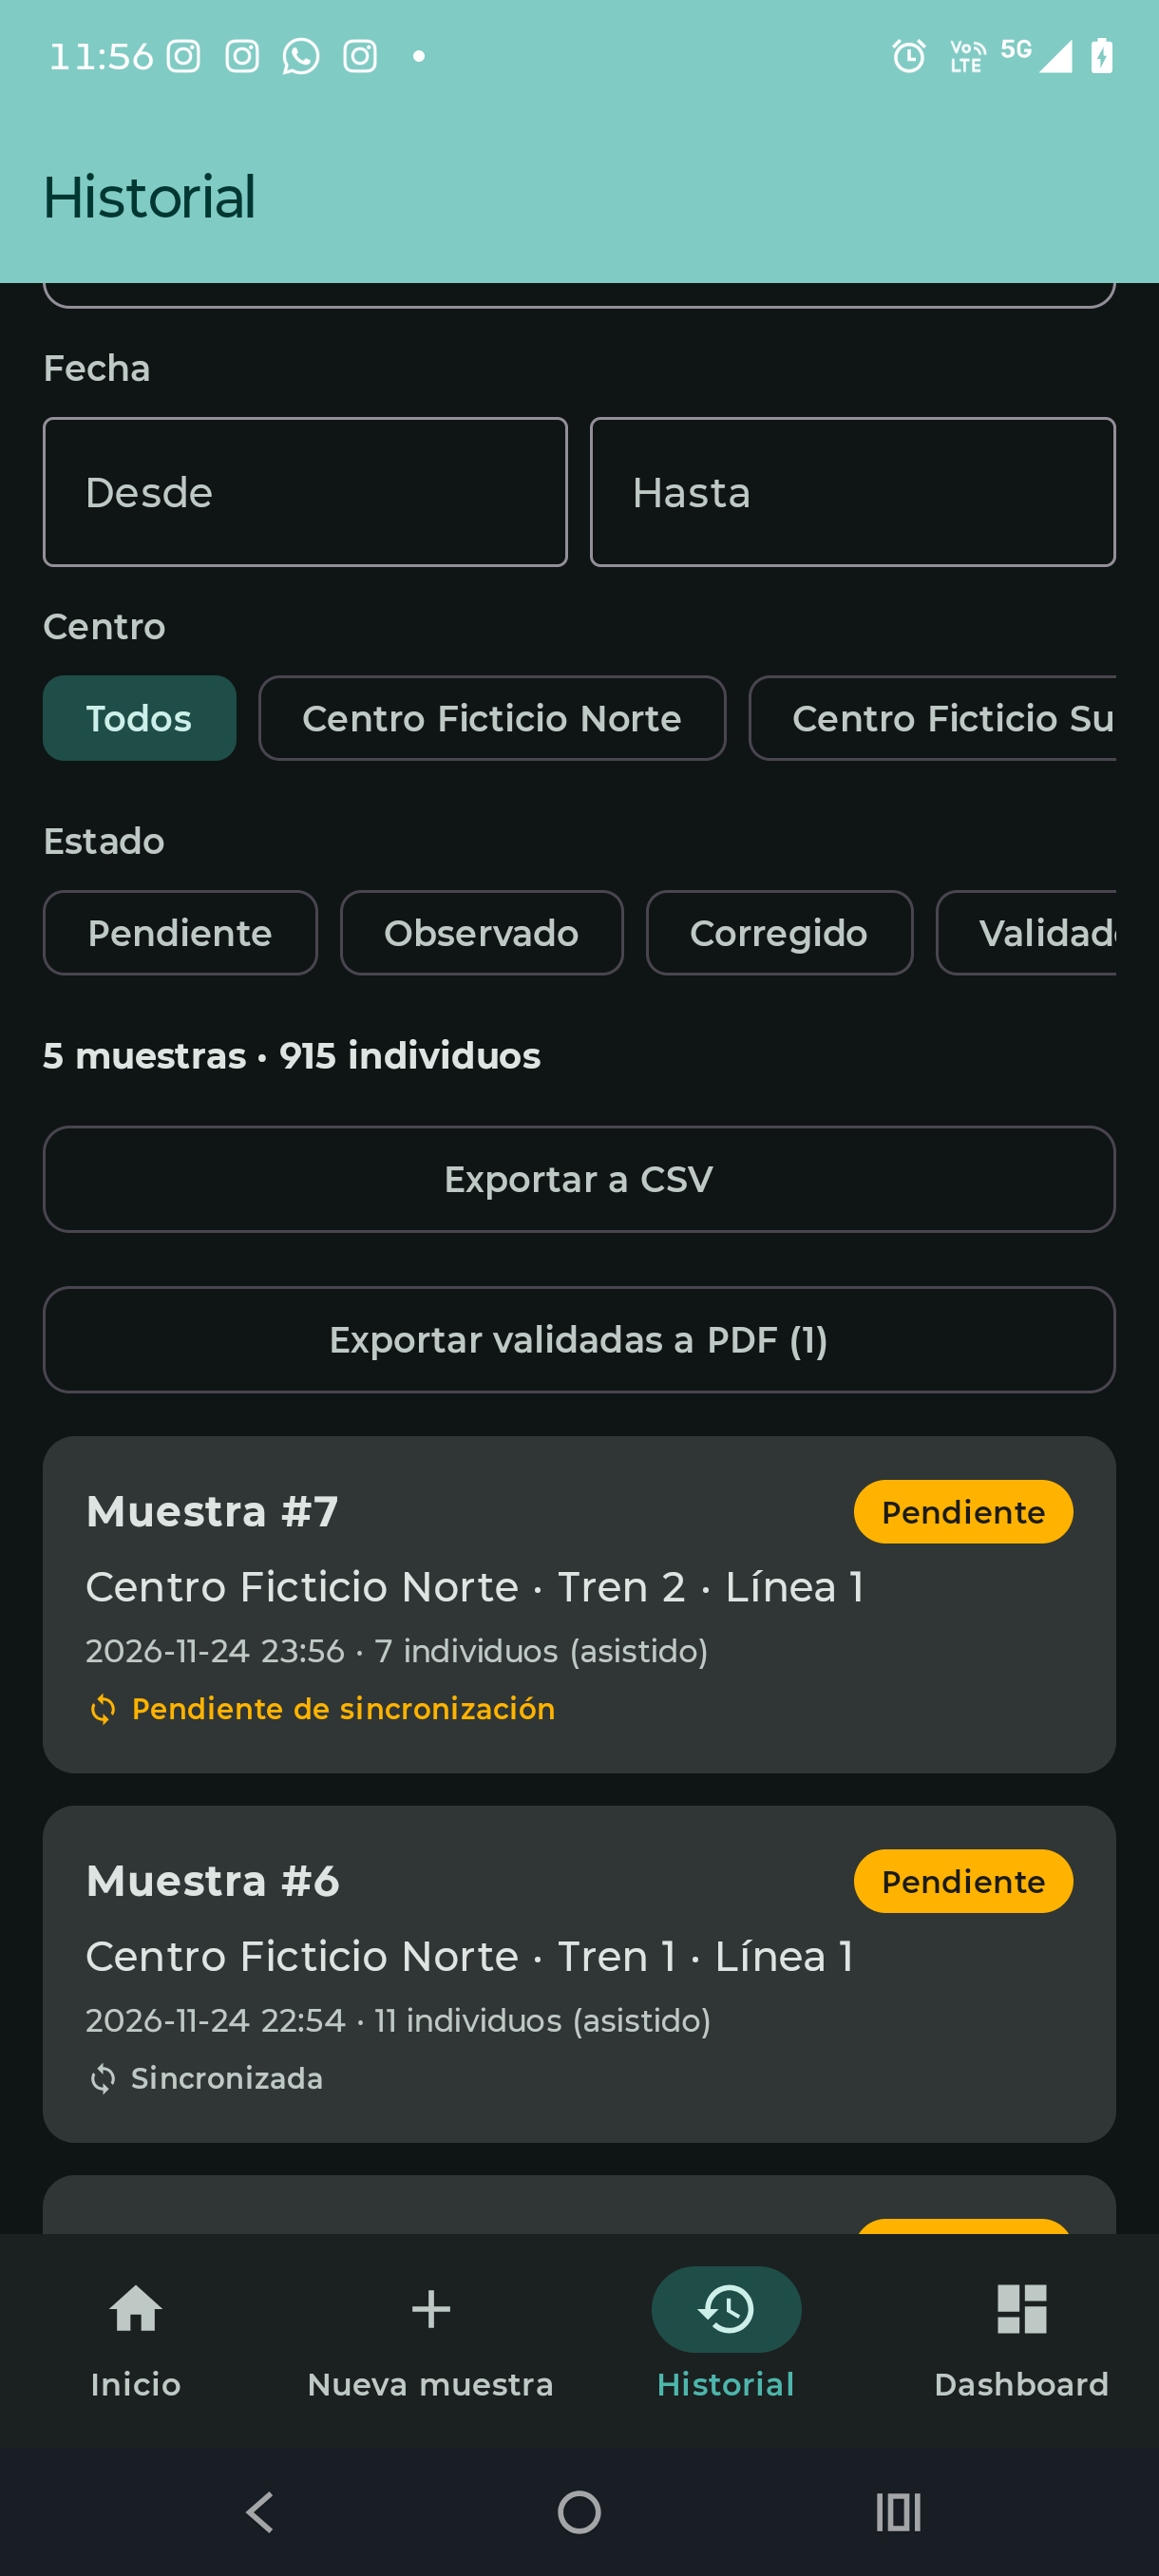 11:56
Vo LTE 5G
Historial
Fecha
Desde Hasta
Centro
Todos Centro Ficticio Norte Centro Ficticio Su
Estado
Pendiente Observado Corregido Validad
5 muestras · 915 individuos
Exportar a CSV
Exportar validadas a PDF (1)
Muestra #7 Pendiente
Centro Ficticio Norte · Tren 2 · Línea 1
2026-11-24 23:56 · 7 individuos (asistido)
Pendiente de sincronización
Muestra #6 Pendiente
Centro Ficticio Norte · Tren 1 · Línea 1
2026-11-24 22:54 · 11 individuos (asistido)
Sincronizada
Inicio Nueva muestra Historial Dashboard